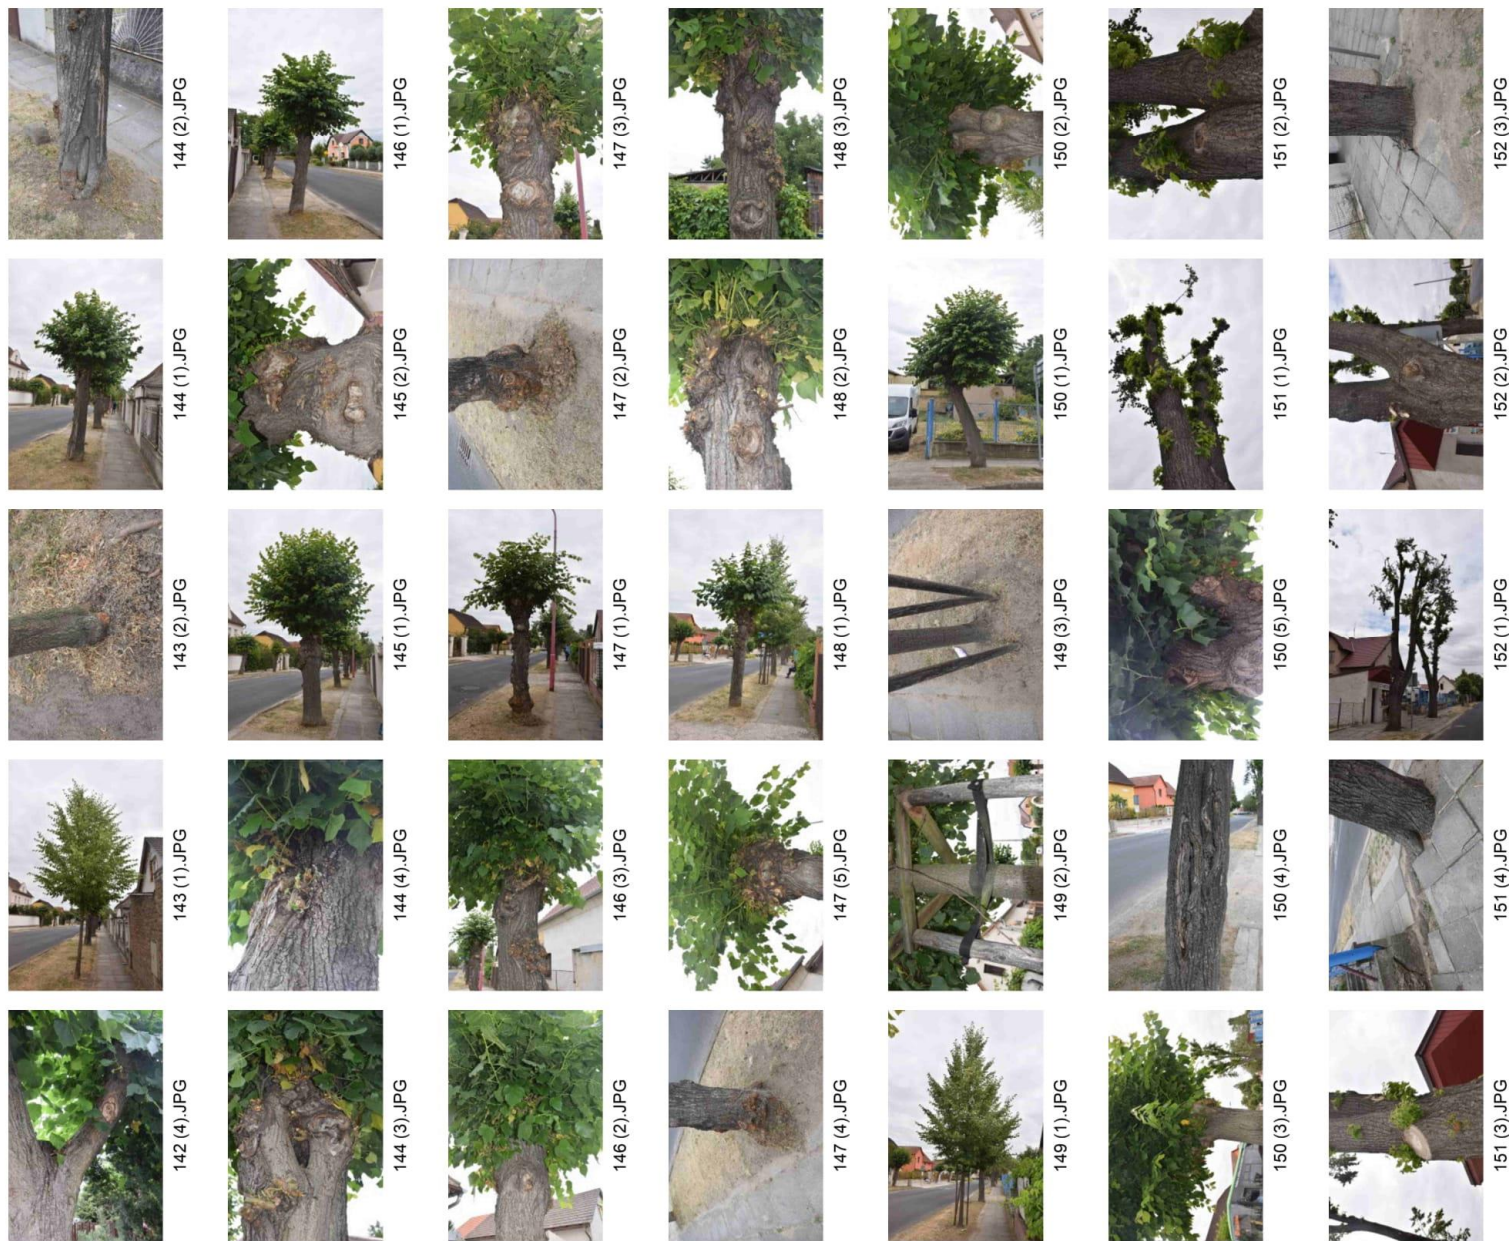 142 (4).JPG
143 (1).JPG
143 (2).JPG
144 (1).JPG
144 (2).JPG
144 (3).JPG
144 (4).JPG
145 (1).JPG
145 (2).JPG
146 (1).JPG
146 (2).JPG
146 (3).JPG
147 (1).JPG
147 (2).JPG
147 (3).JPG
147 (4).JPG
147 (5).JPG
148 (1).JPG
148 (2).JPG
148 (3).JPG
149 (1).JPG
149 (2).JPG
149 (3).JPG
150 (1).JPG
150 (2).JPG
150 (3).JPG
150 (4).JPG
150 (5).JPG
151 (1).JPG
151 (2).JPG
151 (3).JPG
151 (4).JPG
152 (1).JPG
152 (2).JPG
152 (3).JPG